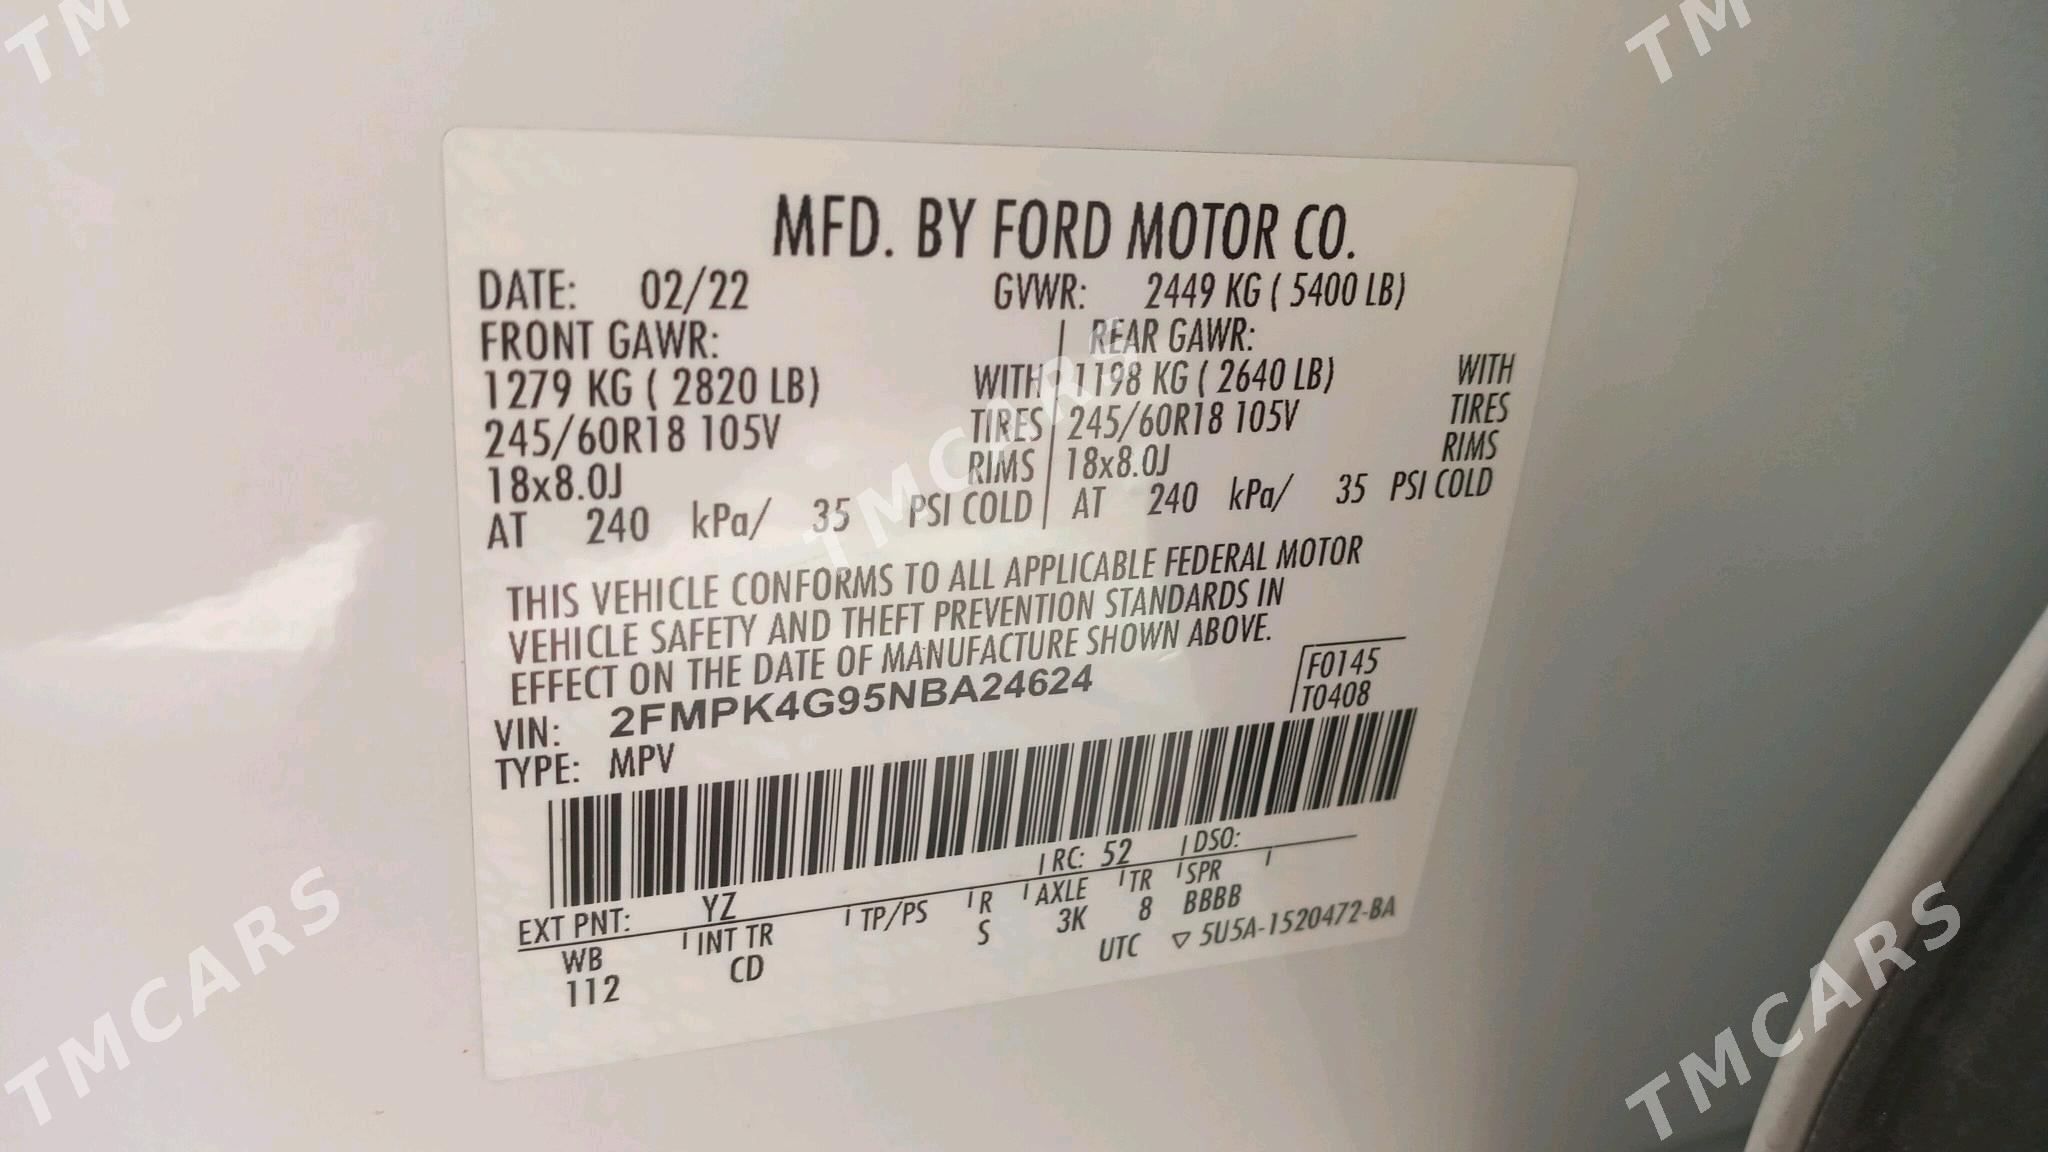 MFD. BY FORD MOTOR CO.
DATE: 02/22 GVWR: 2449 KG ( 5400 LB)
FRONT GAWR: REAR GAWR:
1279 KG ( 2820 LB) WITH 1198 KG ( 2640 LB) WITH
245/60R18 105V TIRES 245/60R18 105V TIRES
18x8.0J RIMS 18x8.0J RIMS
AT 240 kPa/ 35 PSI COLD AT 240 kPa/ 35 PSI COLD
THIS VEHICLE CONFORMS TO ALL APPLICABLE FEDERAL MOTOR
VEHICLE SAFETY AND THEFT PREVENTION STANDARDS IN
EFFECT ON THE DATE OF MANUFACTURE SHOWN ABOVE.
VIN: 2FMPK4G95NBA24624
F0145
T0408
TYPE: MPV
EXT PNT: YZ RC: 52 DSO:
WB INT TR TP/PS R AXLE TR SPR
112 CD S 3K 8 BBBB
UTC ▽ 5U5A-1520472-BA
TMCARS
TMCARS
TMCARS
TM
TM